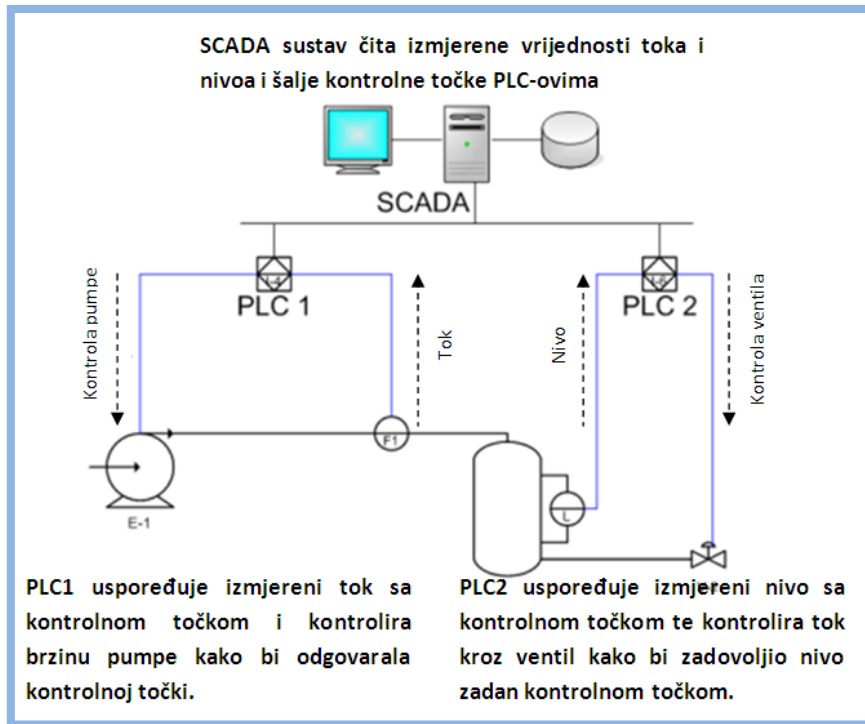 SCADA sustav čita izmjerene vrijednosti toka i
nivoa i šalje kontrolne točke PLC-ovima
SCADA
I-4
PLC 1
I-6
PLC 2
Kontrola pumpe
Tok
Nivo
Kontrola ventila
F1
E-1
L
PLC1 uspoređuje izmjereni tok sa
kontrolnom točkom i kontrolira
brzinu pumpe kako bi odgovarala
kontrolnoj točki.
PLC2 uspoređuje izmjereni nivo sa
kontrolnom točkom te kontrolira tok
kroz ventil kako bi zadovoljio nivo
zadan kontrolnom točkom.